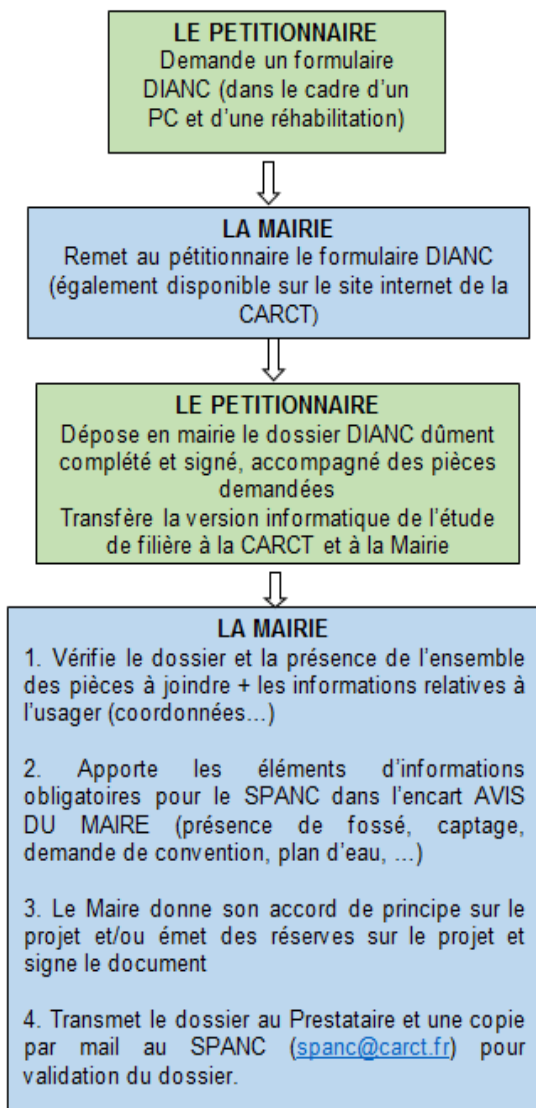 LE PETITIONNAIRE
Demande un formulaire
DIANC (dans le cadre d'un
PC et d'une réhabilitation)
LA MAIRIE
Remet au pétitionnaire le formulaire DIANC
(également disponible sur le site internet de la
CARCT)
LE PETITIONNAIRE
Dépose en mairie le dossier DIANC dûment
complété et signé, accompagné des pièces
demandées
Transfère la version informatique de l'étude
de filière à la CARCT et à la Mairie
LA MAIRIE
1. Vérifie le dossier et la présence de l'ensemble
des pièces à joindre + les informations relatives à
l'usager (coordonnées…)
2. Apporte les éléments d'informations
obligatoires pour le SPANC dans l'encart AVIS
DU MAIRE (présence de fossé, captage,
demande de convention, plan d'eau, …)
3. Le Maire donne son accord de principe sur le
projet et/ou émet des réserves sur le projet et
signe le document
4. Transmet le dossier au Prestataire et une copie
par mail au SPANC (spanc@carct.fr) pour
validation du dossier.